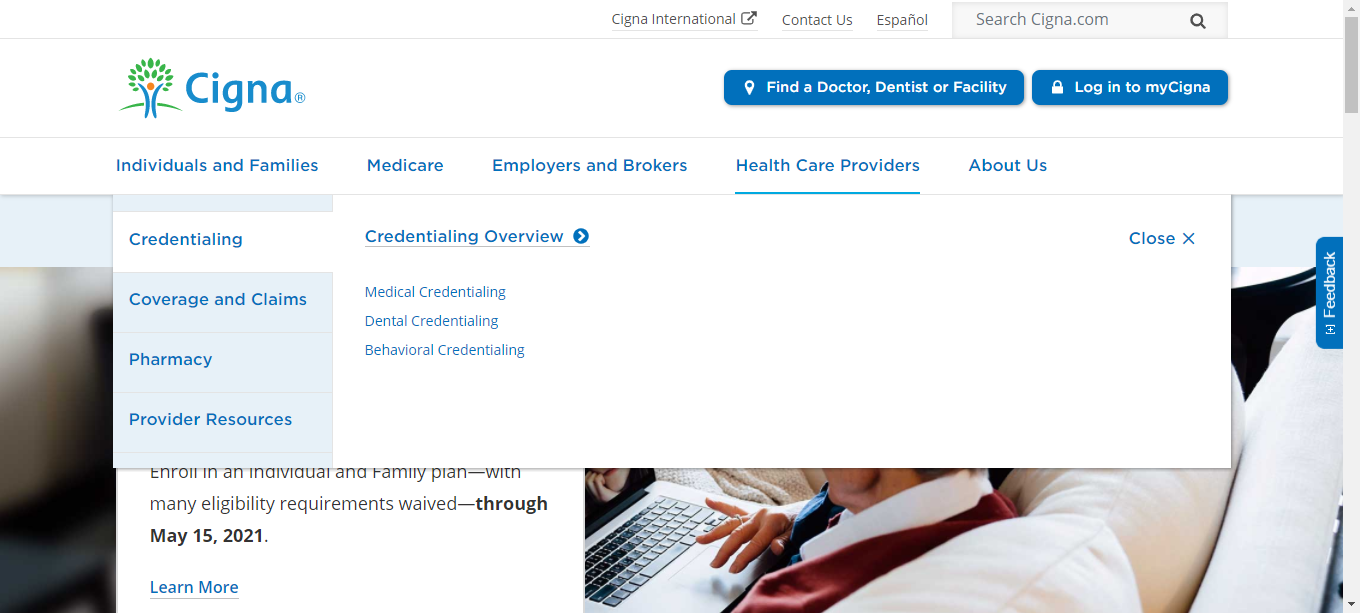 Cigna International
Contact Us
Español
Search Cigna.com
Cigna®
Find a Doctor, Dentist or Facility
Log in to myCigna
Individuals and Families
Medicare
Employers and Brokers
Health Care Providers
About Us
Credentialing
Coverage and Claims
Pharmacy
Provider Resources
Credentialing Overview
Close
Medical Credentialing
Dental Credentialing
Behavioral Credentialing
[+] Feedback
Enroll in an Individual and Family plan—with
many eligibility requirements waived—through
May 15, 2021.
Learn More